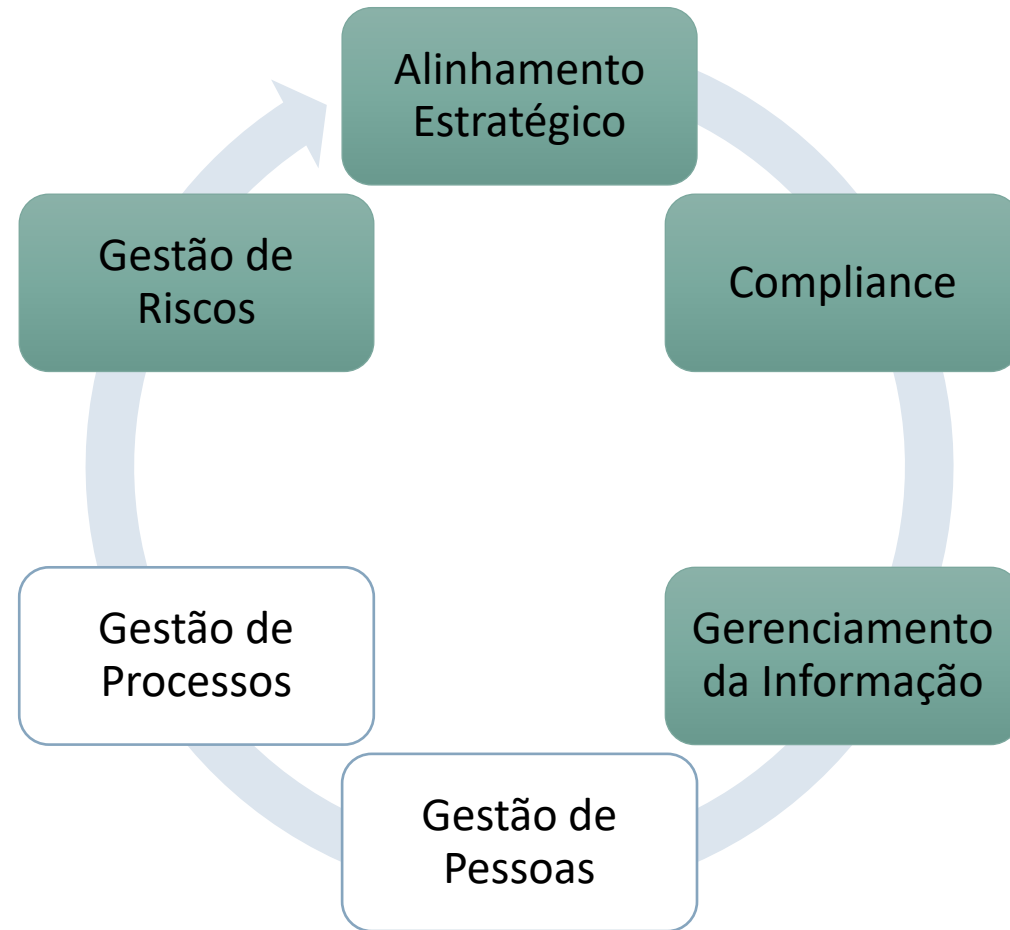 Alinhamento
Estratégico
Compliance
Gerenciamento
da Informação
Gestão de
Pessoas
Gestão de
Processos
Gestão de
Riscos